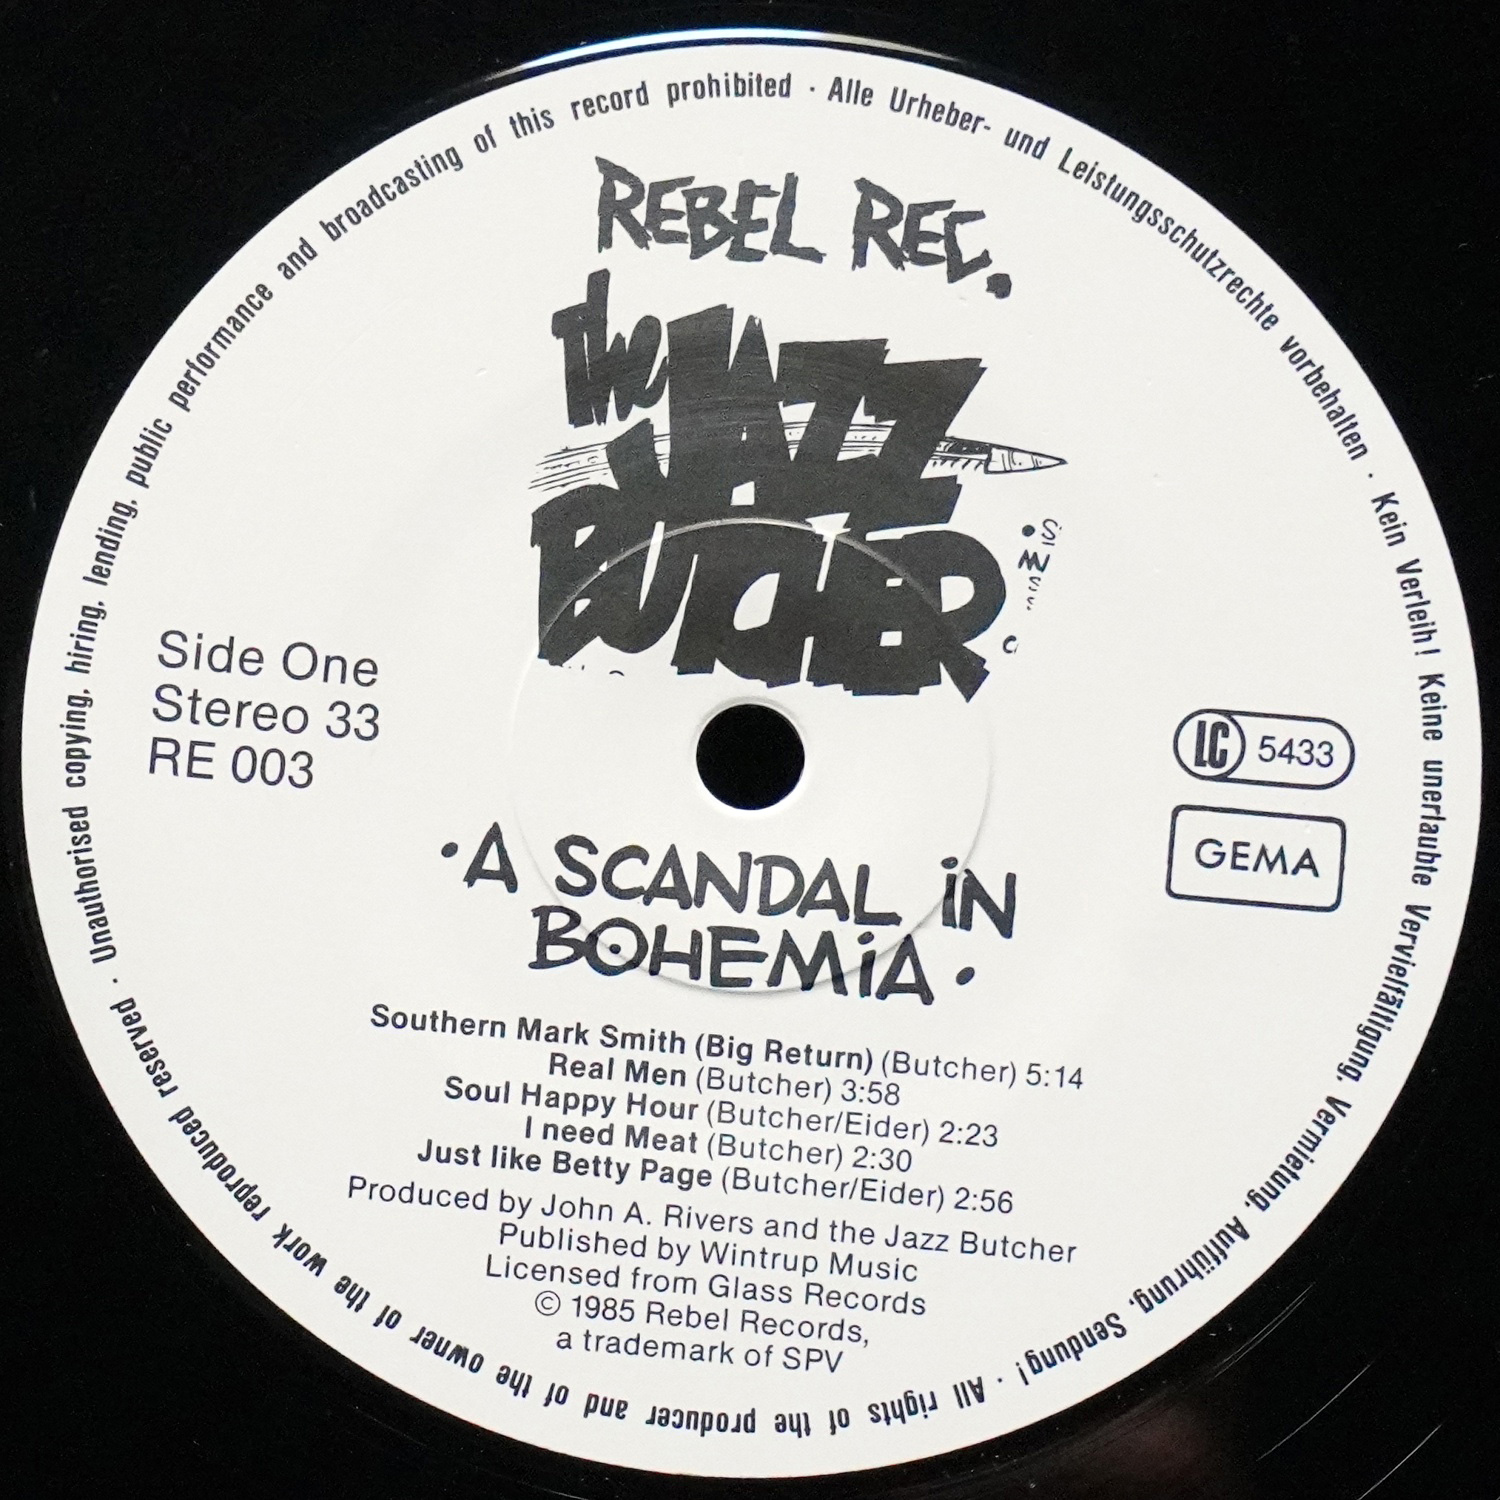 Unauthorised copying, hiring, lending, public performance and broadcasting of this record prohibited · Alle Urheber- und Leistungsschutzrechte vorbehalten · Kein Verleih! Keine unerlaubte Vervielfältigung, Vermietung, Aufführung, Sendung! · All rights of the producer and of the owner of the work reproduced reserved ·
REBEL REC.
the
JAZZ
BUTCHER
Side One
Stereo 33
RE 003
LC 5433
GEMA
·A SCANDAL iN
BOHEMiA·
Southern Mark Smith (Big Return) (Butcher) 5:14
Real Men (Butcher) 3:58
Soul Happy Hour (Butcher/Eider) 2:23
I need Meat (Butcher) 2:30
Just like Betty Page (Butcher/Eider) 2:56
Produced by John A. Rivers and the Jazz Butcher
Published by Wintrup Music
Licensed from Glass Records
© 1985 Rebel Records,
a trademark of SPV